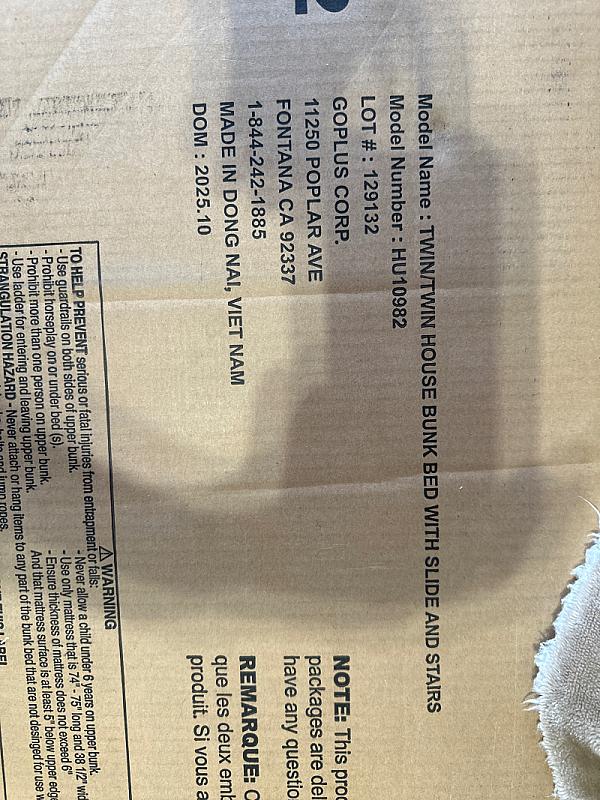 2
Model Name : TWIN/TWIN HOUSE BUNK BED WITH SLIDE AND STAIRS
Model Number : HU10982
LOT # : 129132
GOPLUS CORP.
11250 POPLAR AVE
FONTANA CA 92337
1-844-242-1885
MADE IN DONG NAI, VIET NAM
DOM : 2025.10
NOTE: This prod
packages are del
have any questio
REMARQUE: C
que les deux emb
produit. Si vous a
⚠ WARNING
TO HELP PREVENT serious or fatal injuries from entrapment or falls:
- Use guardrails on both sides of upper bunk.
- Prohibit horseplay on or under bed (s).
- Prohibit more than one person on upper bunk.
- Use ladder for entering and leaving upper bunk.
- Never allow a child under 6 years on upper bunk.
- Use only mattress that is 74" - 75" long and 38 1/2" wid
- Ensure thickness of mattress does not exceed 6"
And that mattress surface is at least 5" below upper edge
STRANGULATION HAZARD - Never attach or hang items to any part of the bunk bed that are not desinged for use w
and jump ropes.